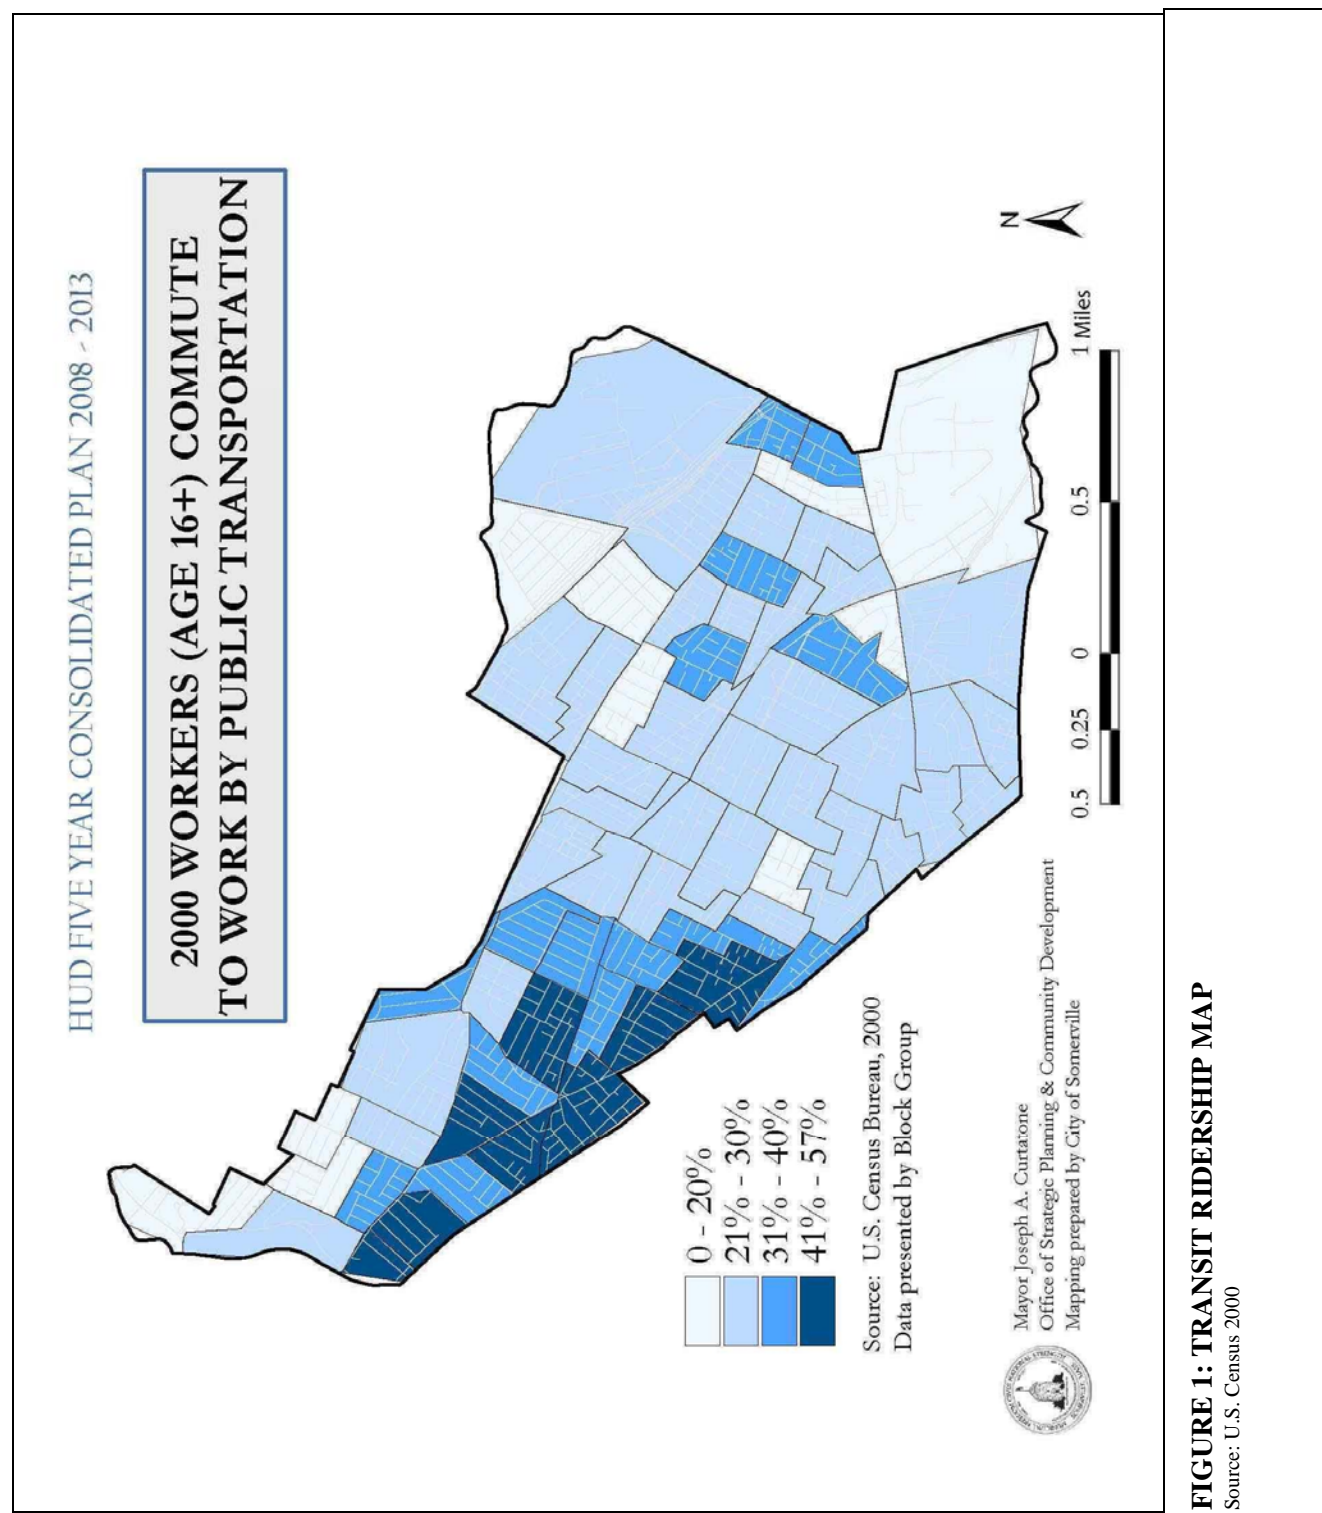 HUD FIVE YEAR CONSOLIDATED PLAN 2008 - 2013
2000 WORKERS (AGE 16+) COMMUTE
TO WORK BY PUBLIC TRANSPORTATION
0 - 20%
21% - 30%
31% - 40%
41% - 57%
Source: U.S. Census Bureau, 2000
Data presented by Block Group
Mayor Joseph A. Curtatone
Office of Strategic Planning & Community Development
Mapping prepared by City of Somerville
0.5 0.25 0 0.5 1 Miles
N
FIGURE 1: TRANSIT RIDERSHIP MAP
Source: U.S. Census 2000